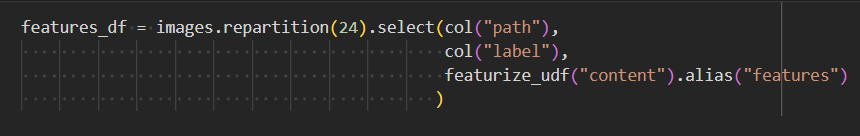 features_df = images.repartition(24).select(col("path"),
col("label"),
featurize_udf("content").alias("features")
)